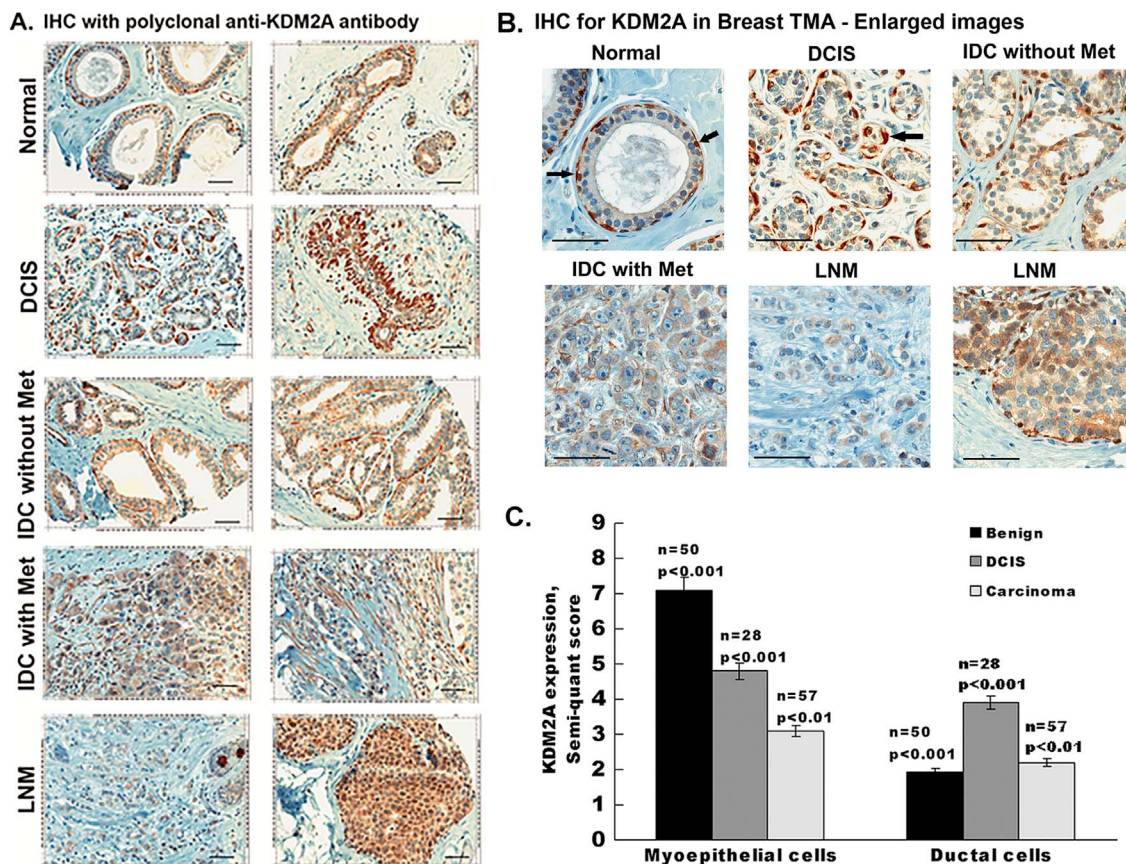 A. IHC with polyclonal anti-KDM2A antibody
Normal
DCIS
IDC without Met
IDC with Met
LNM
B. IHC for KDM2A in Breast TMA - Enlarged images
Normal
DCIS
IDC without Met
IDC with Met
LNM
LNM
C.
KDM2A expression,
Semi-quant score
9
8
7
6
5
4
3
2
1
0
Benign
DCIS
Carcinoma
n=50
p<0.001
n=28
p<0.001
n=57
p<0.01
n=50
p<0.001
n=28
p<0.001
n=57
p<0.01
Myoepithelial cells
Ductal cells